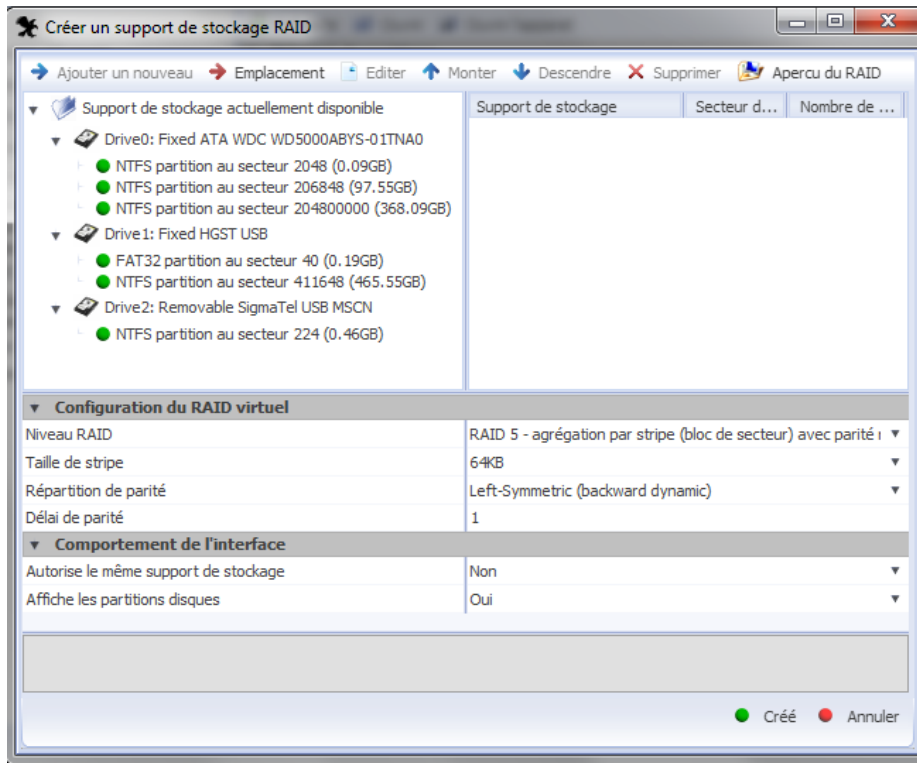 Créer un support de stockage RAID
Ajouter un nouveau Emplacement Editer Monter Descendre Supprimer Apercu du RAID
Support de stockage actuellement disponible
Drive0: Fixed ATA WDC WD5000ABYS-01TNA0
NTFS partition au secteur 2048 (0.09GB)
NTFS partition au secteur 206848 (97.55GB)
NTFS partition au secteur 204800000 (368.09GB)
Drive1: Fixed HGST USB
FAT32 partition au secteur 40 (0.19GB)
NTFS partition au secteur 411648 (465.55GB)
Drive2: Removable SigmaTel USB MSCN
NTFS partition au secteur 224 (0.46GB)
Support de stockage Secteur d... Nombre de ...
Configuration du RAID virtuel
Niveau RAID RAID 5 - agrégation par stripe (bloc de secteur) avec parité
Taille de stripe 64KB
Répartition de parité Left-Symmetric (backward dynamic)
Délai de parité 1
Comportement de l'interface
Autorise le même support de stockage Non
Affiche les partitions disques Oui
Créé Annuler